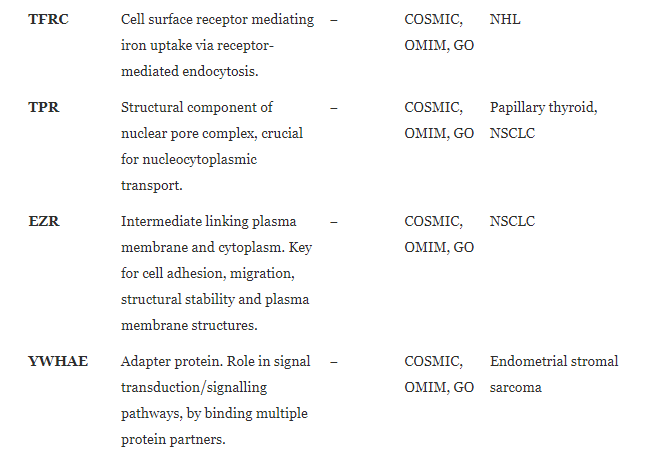 TFRC Cell surface receptor mediating – COSMIC, NHL
iron uptake via receptor- OMIM, GO
mediated endocytosis.
TPR Structural component of – COSMIC, Papillary thyroid,
nuclear pore complex, crucial OMIM, GO NSCLC
for nucleocytoplasmic
transport.
EZR Intermediate linking plasma – COSMIC, NSCLC
membrane and cytoplasm. Key OMIM, GO
for cell adhesion, migration,
structural stability and plasma
membrane structures.
YWHAE Adapter protein. Role in signal – COSMIC, Endometrial stromal
transduction/signalling OMIM, GO sarcoma
pathways, by binding multiple
protein partners.